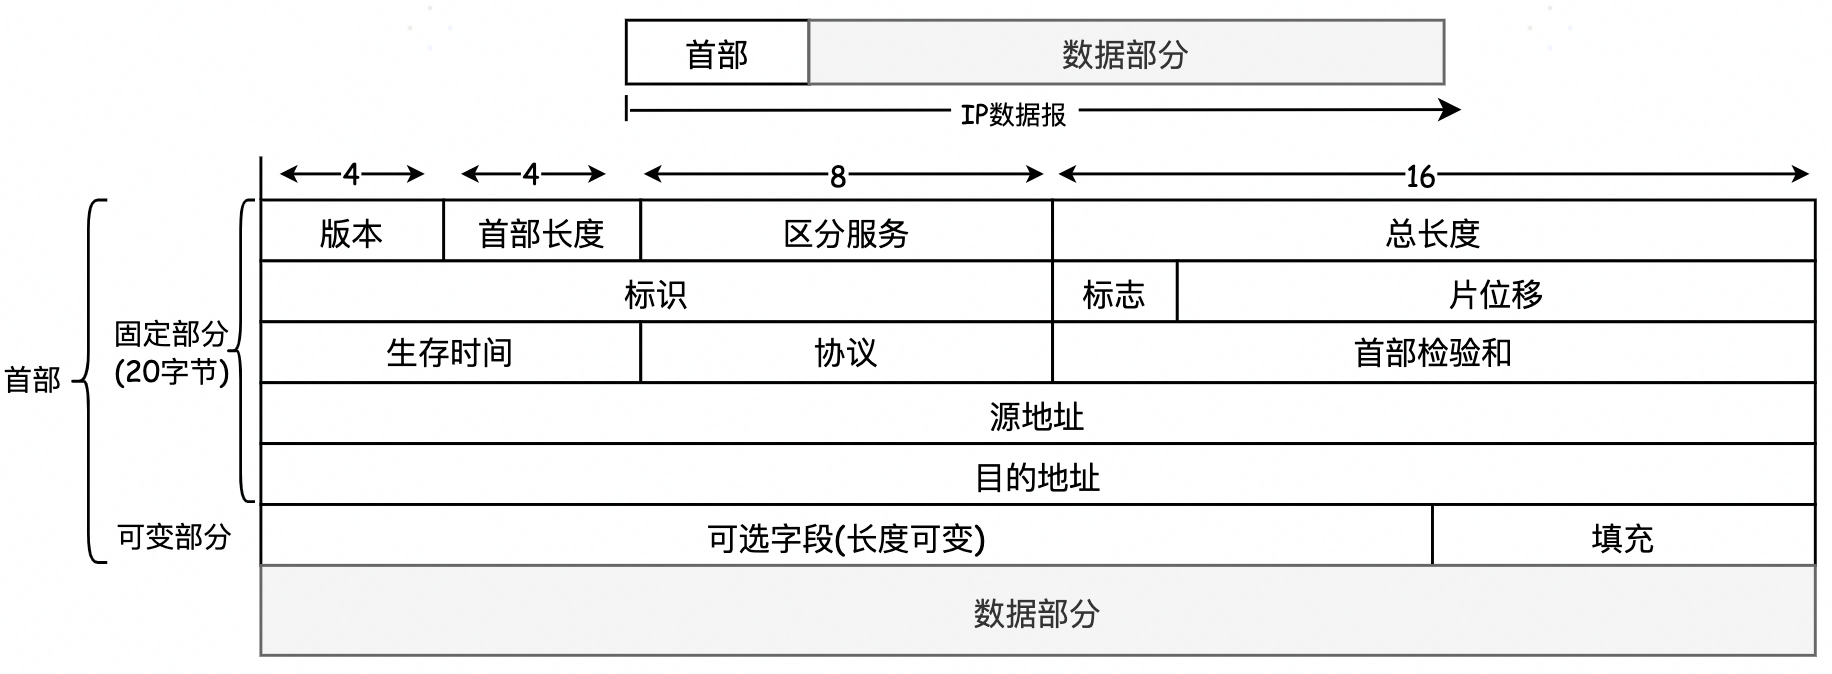 首部 数据部分
IP数据报
4 4 8 16
版本 首部长度 区分服务 总长度
标识 标志 片位移
生存时间 协议 首部检验和
源地址
目的地址
可选字段(长度可变) 填充
数据部分
首部
固定部分
(20字节)
可变部分